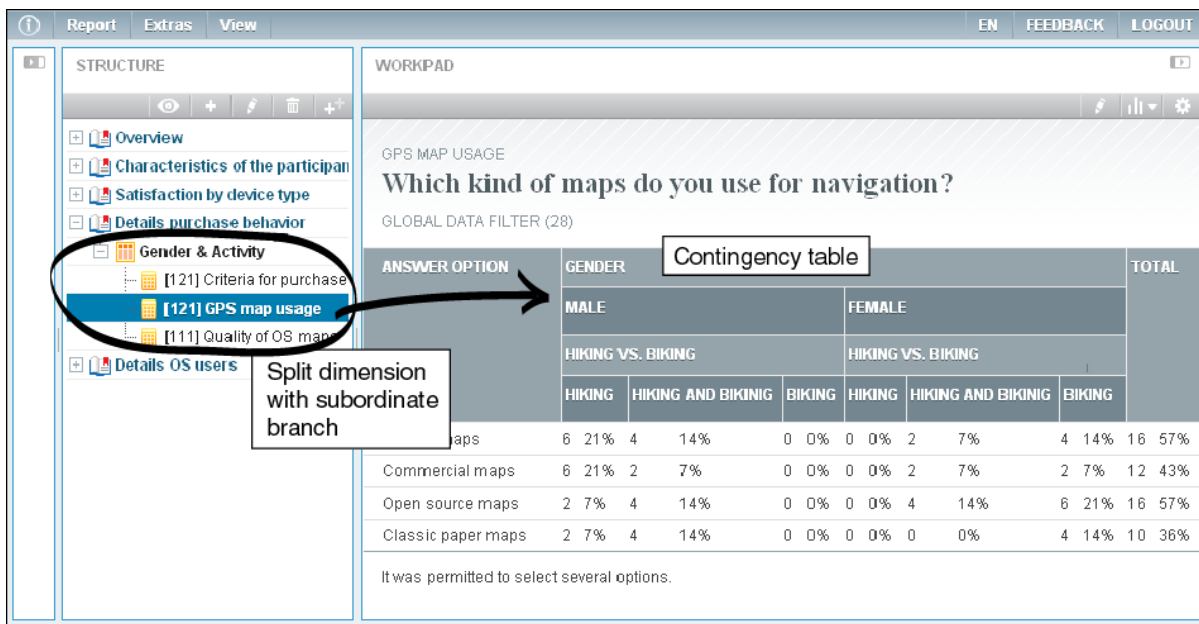 Report Extras View EN FEEDBACK LOGOUT
STRUCTURE
WORKPAD
Overview
Characteristics of the participan
Satisfaction by device type
Details purchase behavior
Gender & Activity
[121] Criteria for purchase
[121] GPS map usage
[111] Quality of OS maps
Details OS users
Split dimension
with subordinate
branch
GPS MAP USAGE
Which kind of maps do you use for navigation?
GLOBAL DATA FILTER (28)
Contingency table
ANSWER OPTION GENDER TOTAL
MALE FEMALE
HIKING VS. BIKING HIKING VS. BIKING
HIKING HIKING AND BIKINIG BIKING HIKING HIKING AND BIKINIG BIKING
maps 6 21% 4 14% 0 0% 0 0% 2 7% 4 14% 16 57%
Commercial maps 6 21% 2 7% 0 0% 0 0% 2 7% 2 7% 12 43%
Open source maps 2 7% 4 14% 0 0% 0 0% 4 14% 6 21% 16 57%
Classic paper maps 2 7% 4 14% 0 0% 0 0% 0 0% 4 14% 10 36%
It was permitted to select several options.